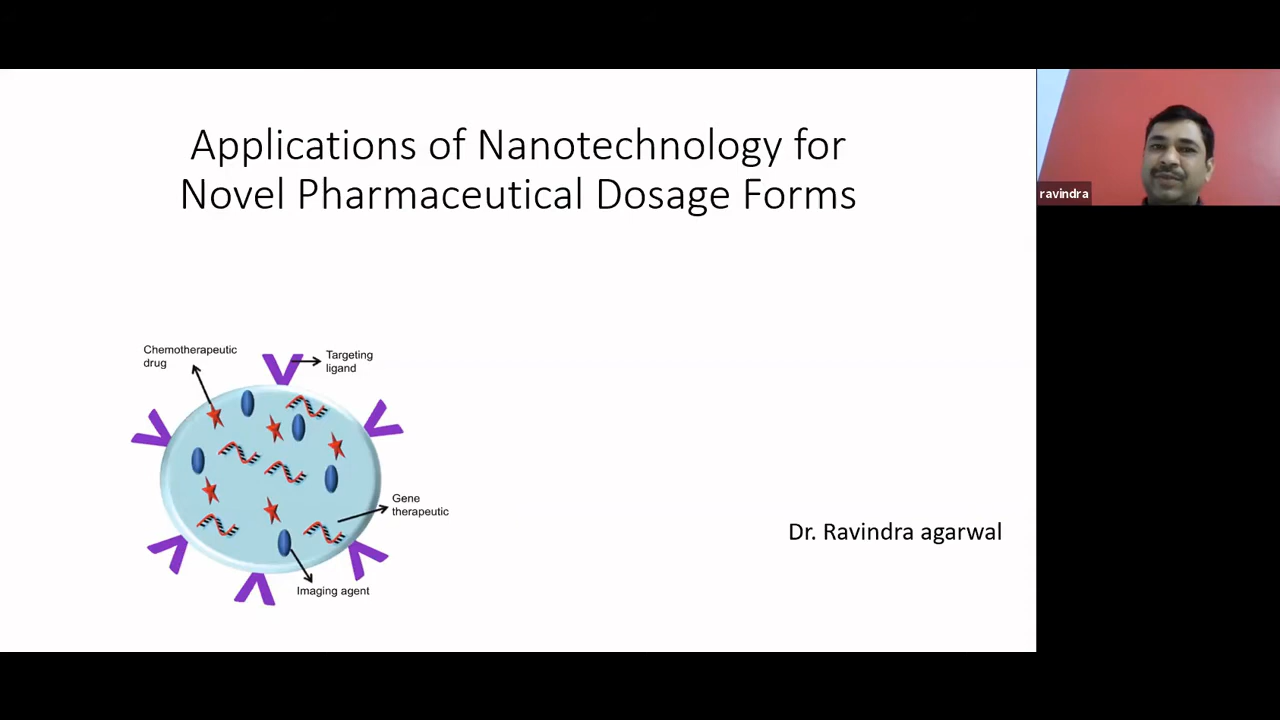 Applications of Nanotechnology for
Novel Pharmaceutical Dosage Forms
ravindra
Chemotherapeutic
drug
Targeting
ligand
Gene
therapeutic
Imaging agent
Dr. Ravindra agarwal